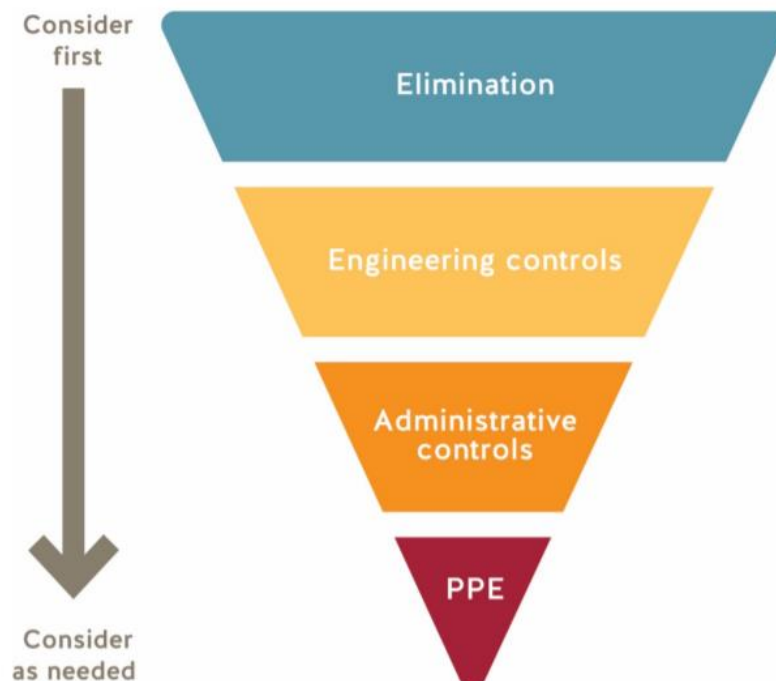 Consider
first
Elimination
Engineering controls
Administrative
controls
PPE
Consider
as needed